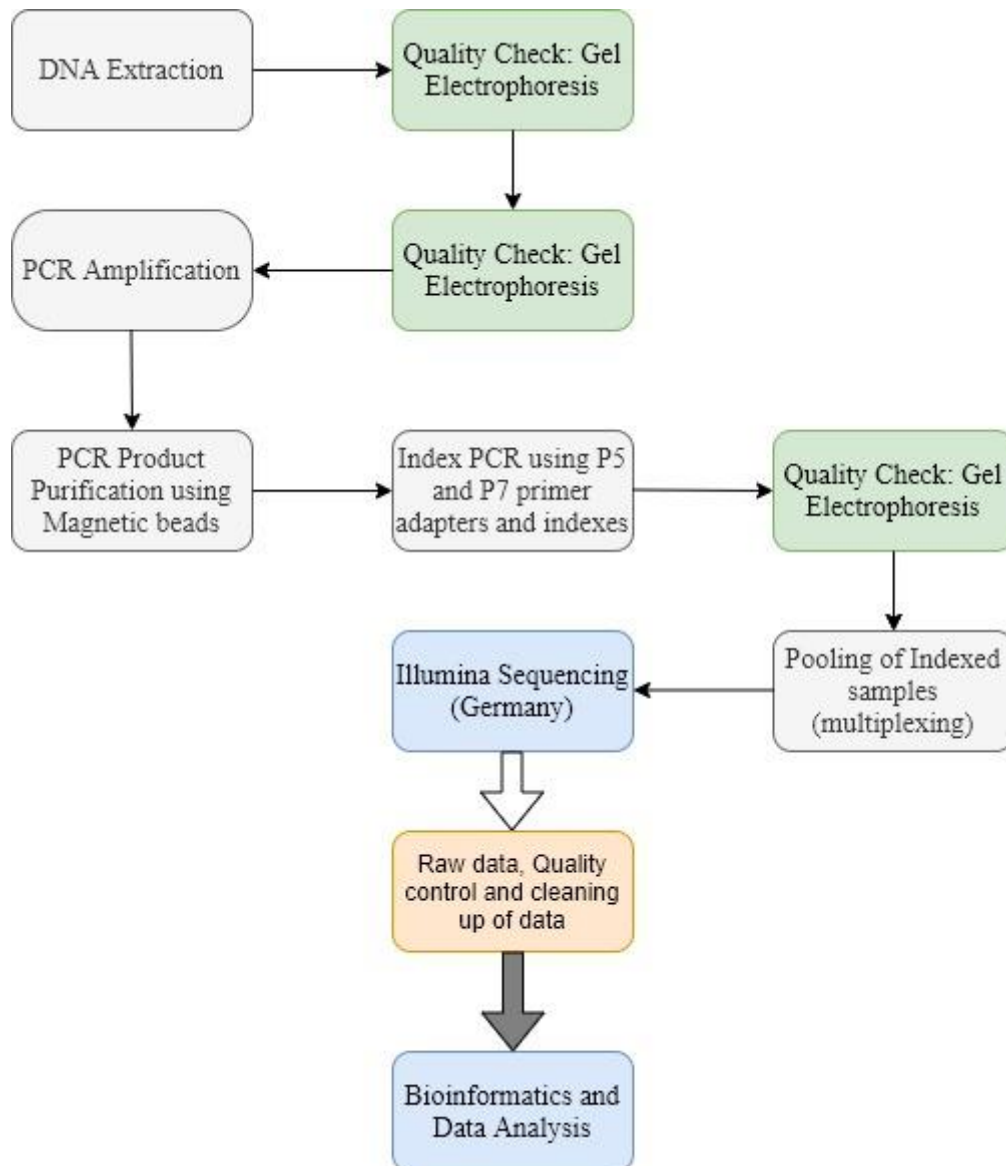 DNA Extraction
Quality Check: Gel
Electrophoresis
PCR Amplification
Quality Check: Gel
Electrophoresis
PCR Product
Purification using
Magnetic beads
Index PCR using P5
and P7 primer
adapters and indexes
Quality Check: Gel
Electrophoresis
Illumina Sequencing
(Germany)
Pooling of Indexed
samples
(multiplexing)
Raw data, Quality
control and cleaning
up of data
Bioinformatics and
Data Analysis